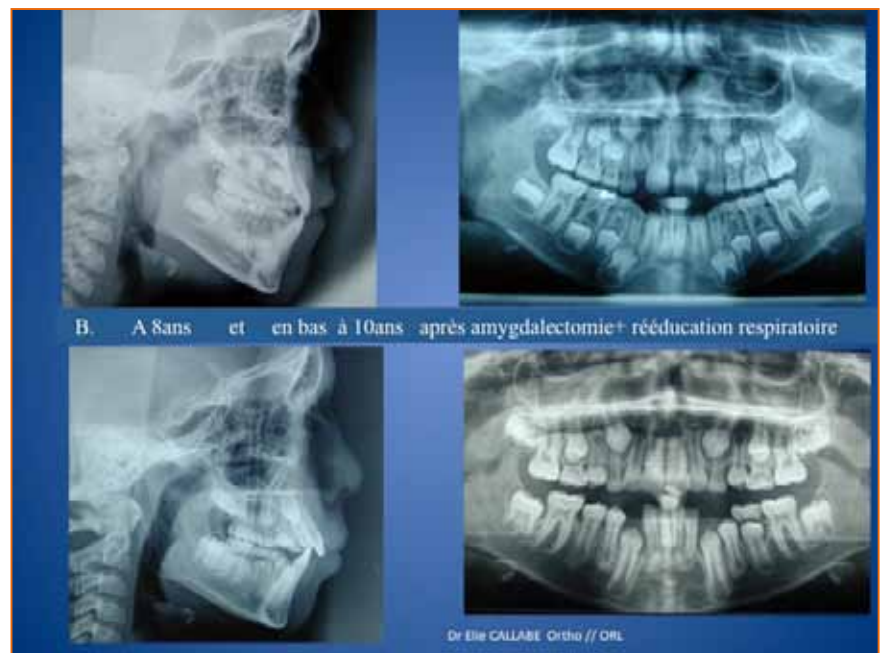 B. A 8ans et en bas à 10ans après amygdalectomie+ rééducation respiratoire
Dr Elie CALLABE Ortho // ORL